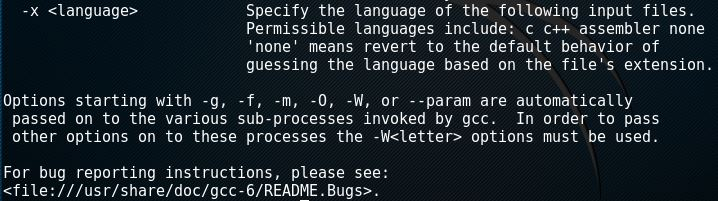 -x <language>            Specify the language of the following input files.
                         Permissible languages include: c c++ assembler none
                         'none' means revert to the default behavior of
                         guessing the language based on the file's extension.

Options starting with -g, -f, -m, -O, -W, or --param are automatically
 passed on to the various sub-processes invoked by gcc.  In order to pass
 other options on to these processes the -W<letter> options must be used.

For bug reporting instructions, please see:
<file:///usr/share/doc/gcc-6/README.Bugs>.